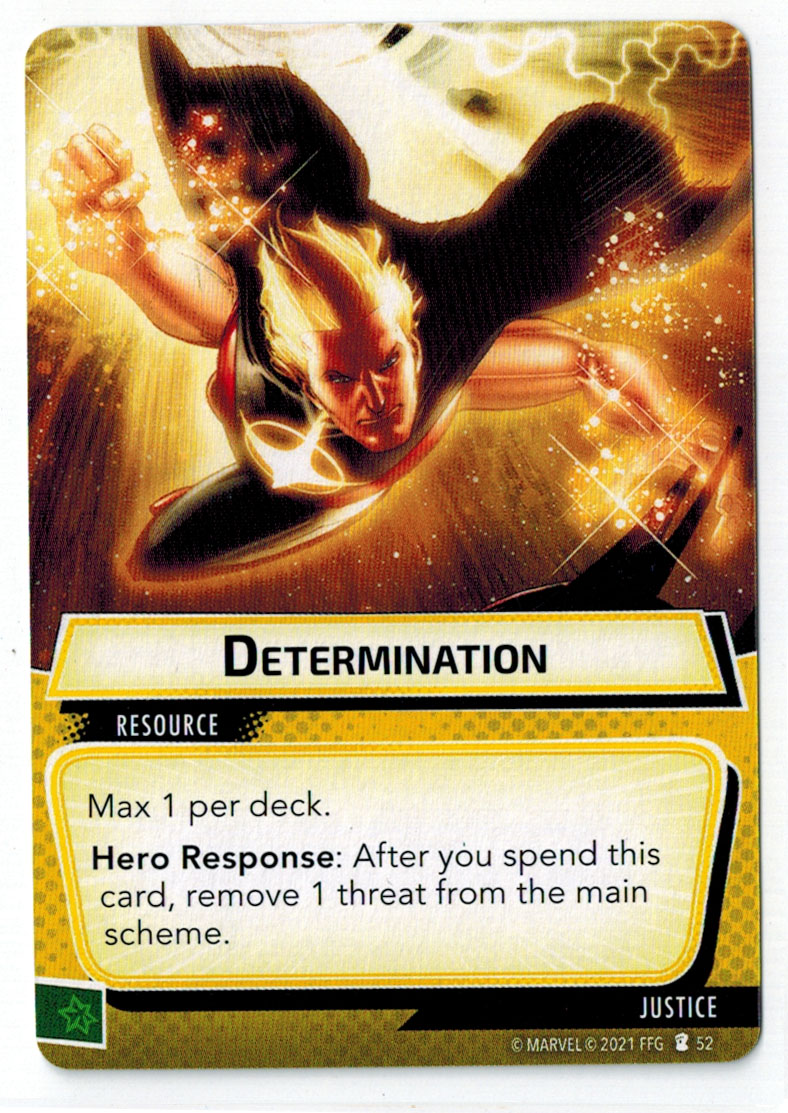 DETERMINATION
RESOURCE
Max 1 per deck.
Hero Response: After you spend this
card, remove 1 threat from the main
scheme.
JUSTICE
© MARVEL © 2021 FFG 52